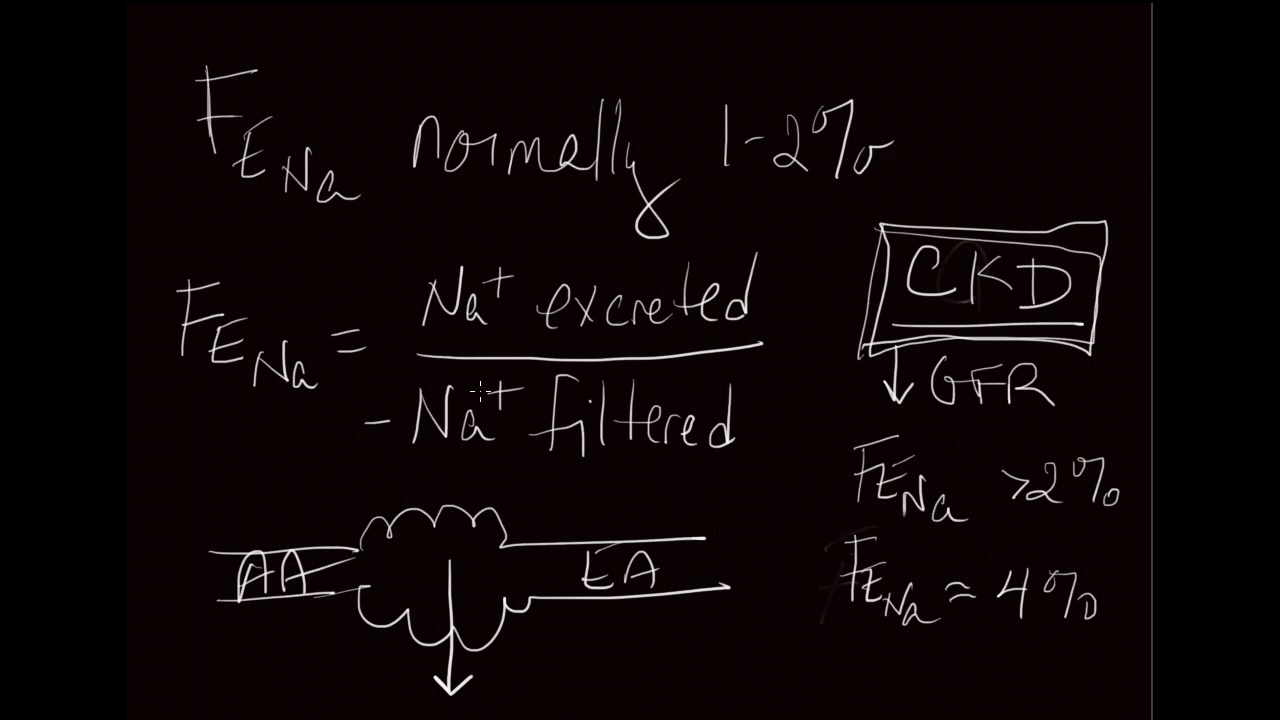 FENa normally 1-2%
FENa = Na+ excreted
- Na+ filtered
CKD
↓ GFR
FENa >2%
FENa ≈ 4%
AA
EA